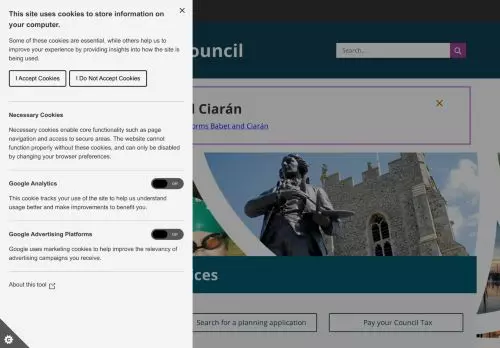 This site uses cookies to store information on
your computer.
Some of these cookies are essential, while others help us to
improve your experience by providing insights into how the site is
being used.
I Accept Cookies
I Do Not Accept Cookies
Necessary Cookies
Necessary cookies enable core functionality such as page
navigation and access to secure areas. The website cannot
function properly without these cookies, and can only be disabled
by changing your browser preferences.
Google Analytics
Off
This cookie tracks your use of the site to help us understand
usage better and make improvements to benefit you.
Google Advertising Platforms
Off
Google uses marketing cookies to help improve the relevancy of
advertising campaigns you receive.
About this tool
ouncil
Search...
Ciarán
orms Baber and Ciarán
ices
Search for a planning application
Pay your Council Tax